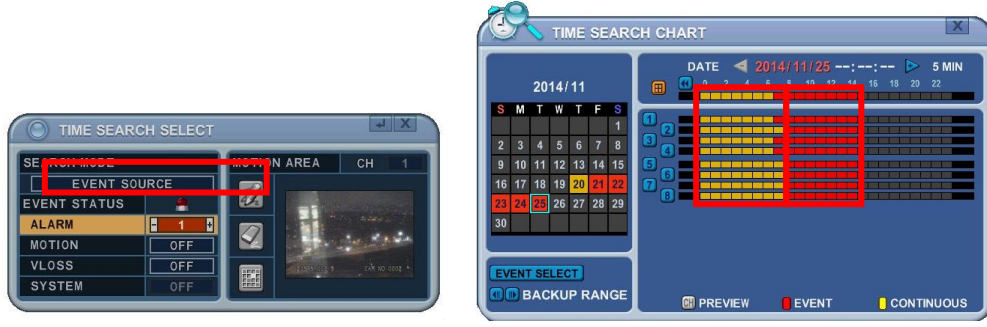 TIME SEARCH SELECT
X
SEARCH MODE
EVENT SOURCE
EVENT STATUS
ALARM
- 1 +
MOTION
OFF
VLOSS
OFF
SYSTEM
OFF
MOTION AREA
CH 1
TIME SEARCH CHART
X
2014/11
S M T W T F S
1
2 3 4 5 6 7 8
9 10 11 12 13 14 15
16 17 18 19 20 21 22
23 24 25 26 27 28 29
30
EVENT SELECT
BACKUP RANGE
DATE 2014/11/25 --:--:-- 5 MIN
0 2 4 6 8 10 12 14 16 18 20 22
1
2
3
4
5
6
7
8
CH PREVIEW EVENT CONTINUOUS